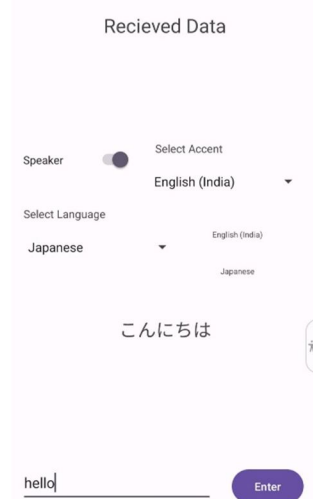 Recieved Data
Select Accent
Speaker
English (India)
Select Language
English (India)
Japanese
Japanese
こんにちは
hello
Enter